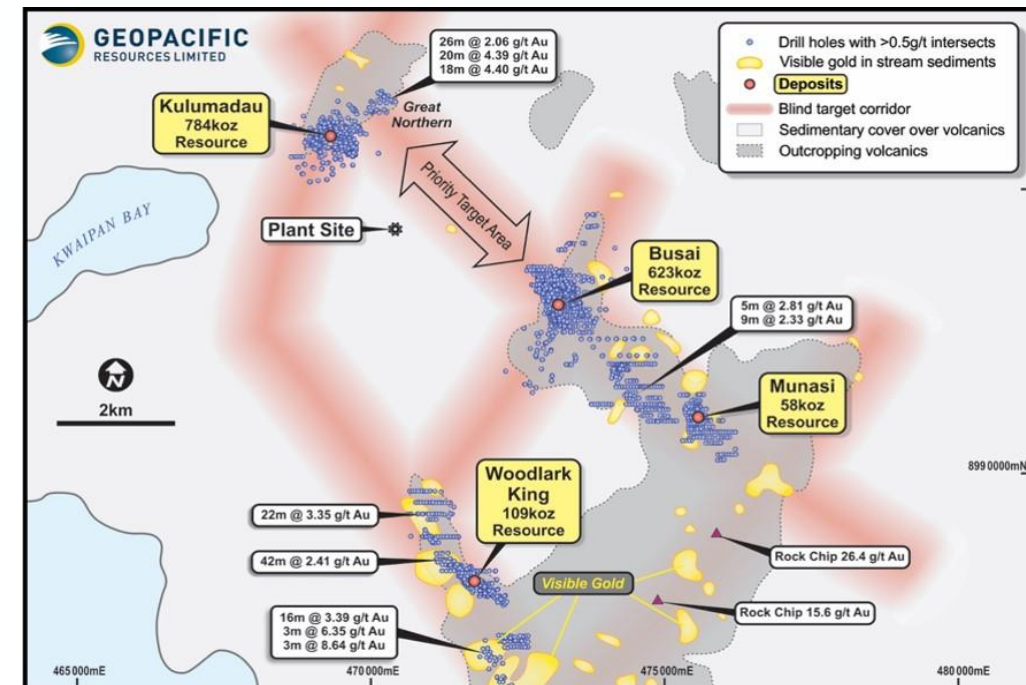 GEOPACIFIC
RESOURCES LIMITED
26m @ 2.06 g/t Au
20m @ 4.39 g/t Au
18m @ 4.40 g/t Au
Great
Northern
Drill holes with >0.5g/t intersects
Visible gold in stream sediments
Deposits
Blind target corridor
Sedimentary cover over volcanics
Outcropping volcanics
Kulumadau
784koz
Resource
Priority Target Area
KWAIPAN BAY
Plant Site
Busai
623koz
Resource
5m @ 2.81 g/t Au
9m @ 2.33 g/t Au
N
2km
Munasi
58koz
Resource
899 0000mN
Woodlark
King
109koz
Resource
22m @ 3.35 g/t Au
42m @ 2.41 g/t Au
Rock Chip 26.4 g/t Au
Visible Gold
Rock Chip 15.6 g/t Au
16m @ 3.39 g/t Au
3m @ 6.35 g/t Au
3m @ 8.64 g/t Au
465000mE
470000mE
475000mE
480000mE